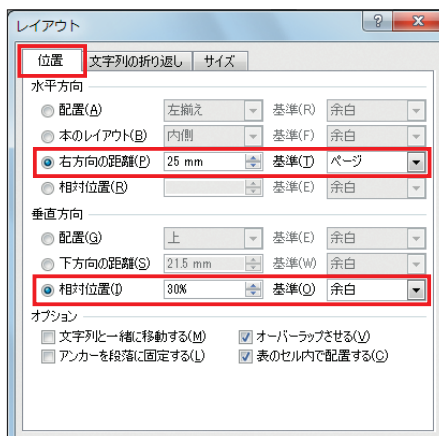 レイアウト
位置 文字列の折り返し サイズ
水平方向
配置(A) 左揃え 基準(R) 余白
本のレイアウト(B) 内側 基準(F) 余白
右方向の距離(P) 25 mm 基準(T) ページ
相対位置(R) 基準(E) 余白
垂直方向
配置(G) 上 基準(E) 余白
下方向の距離(S) 21.5 mm 基準(W) 余白
相対位置(I) 30% 基準(O) 余白
オプション
文字列と一緒に移動する(M) オーバーラップさせる(V)
アンカーを段落に固定する(L) 表のセル内で配置する(C)